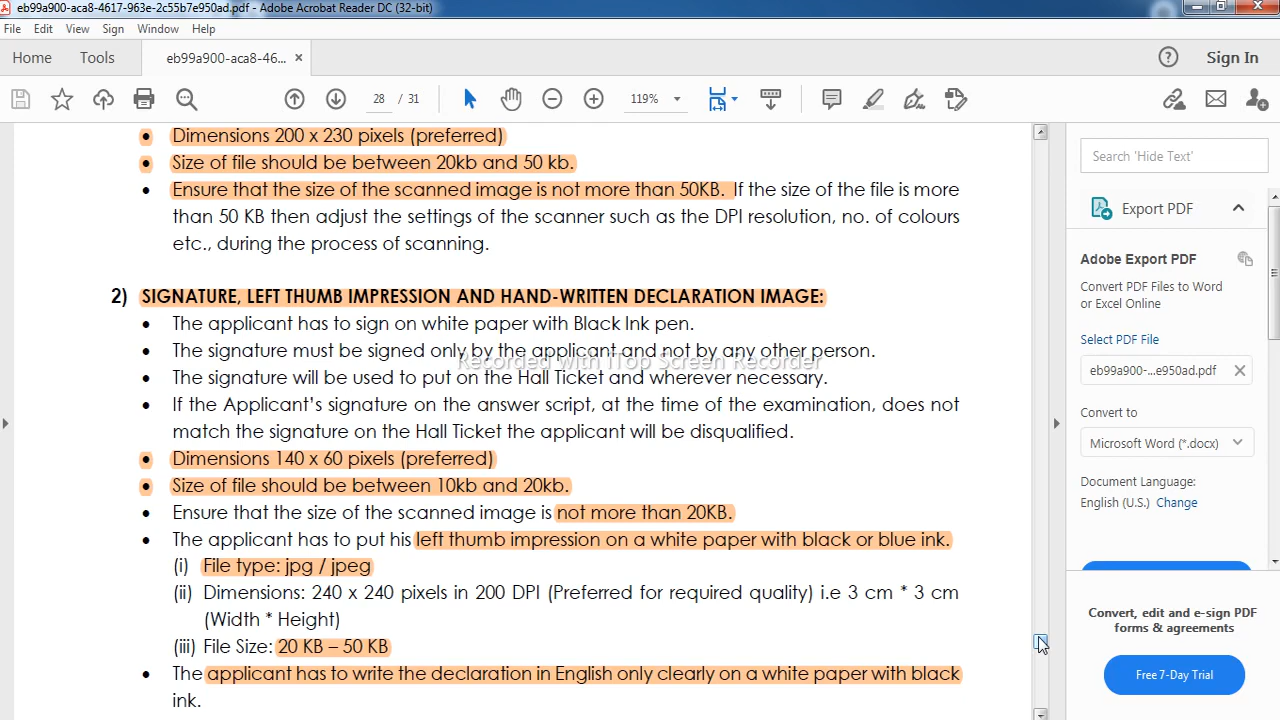 eb99a900-aca8-4617-963e-2c55b7e950ad.pdf - Adobe Acrobat Reader DC (32-bit)
File Edit View Sign Window Help
Home Tools eb99a900-aca8-46... × Sign In
28 / 31 119%
• Dimensions 200 x 230 pixels (preferred)
• Size of file should be between 20kb and 50 kb.
• Ensure that the size of the scanned image is not more than 50KB. If the size of the file is more
than 50 KB then adjust the settings of the scanner such as the DPI resolution, no. of colours
etc., during the process of scanning.
2) SIGNATURE, LEFT THUMB IMPRESSION AND HAND-WRITTEN DECLARATION IMAGE:
• The applicant has to sign on white paper with Black Ink pen.
• The signature must be signed only by the applicant and not by any other person.
Recorded with iTop Screen Recorder
• The signature will be used to put on the Hall Ticket and wherever necessary.
• If the Applicant's signature on the answer script, at the time of the examination, does not
match the signature on the Hall Ticket the applicant will be disqualified.
• Dimensions 140 x 60 pixels (preferred)
• Size of file should be between 10kb and 20kb.
• Ensure that the size of the scanned image is not more than 20KB.
• The applicant has to put his left thumb impression on a white paper with black or blue ink.
(i) File type: jpg / jpeg
(ii) Dimensions: 240 x 240 pixels in 200 DPI (Preferred for required quality) i.e 3 cm * 3 cm
(Width * Height)
(iii) File Size: 20 KB – 50 KB
• The applicant has to write the declaration in English only clearly on a white paper with black
ink.
Search 'Hide Text'
Export PDF
Adobe Export PDF
Convert PDF Files to Word
or Excel Online
Select PDF File
eb99a900-...e950ad.pdf
Convert to
Microsoft Word (*.docx)
Document Language:
English (U.S.) Change
Convert, edit and e-sign PDF
forms & agreements
Free 7-Day Trial